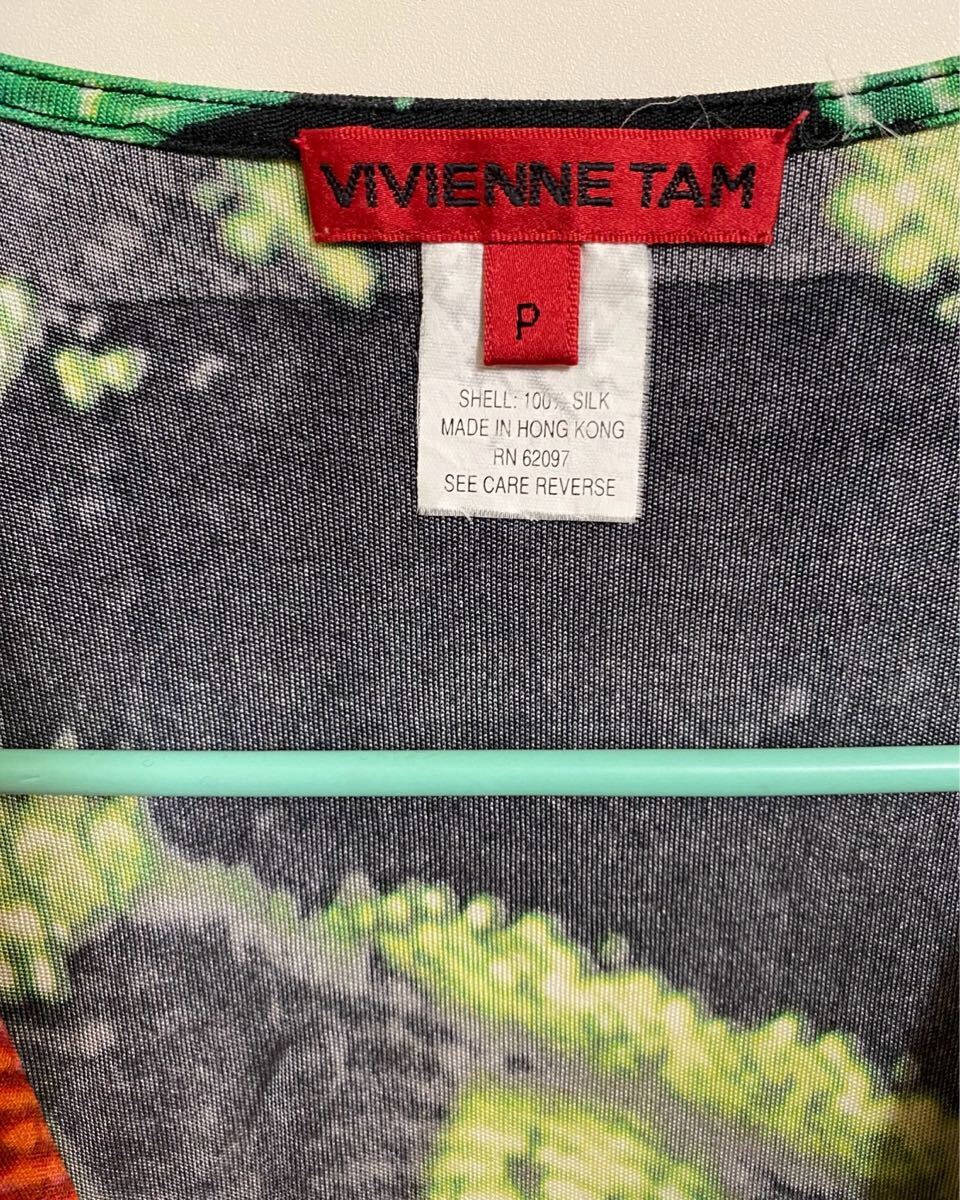 VIVIENNE TAM
P
SHELL: 100% SILK
MADE IN HONG KONG
RN 62097
SEE CARE REVERSE